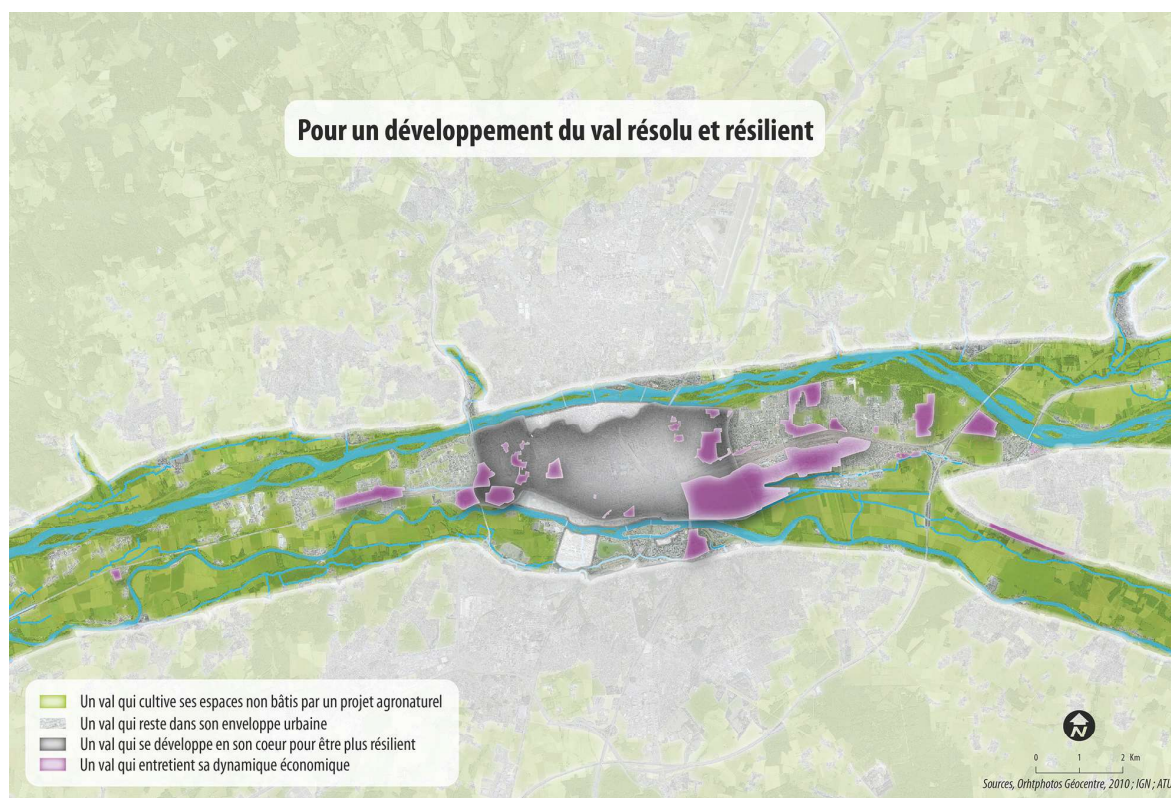 Pour un développement du val résolu et résilient
Un val qui cultive ses espaces non bâtis par un projet agronaturel
Un val qui reste dans son enveloppe urbaine
Un val qui se développe en son coeur pour être plus résilient
Un val qui entretient sa dynamique économique
N
0 1 2 Km
Sources, Orhtphotos Géocentre, 2010 ; IGN ;